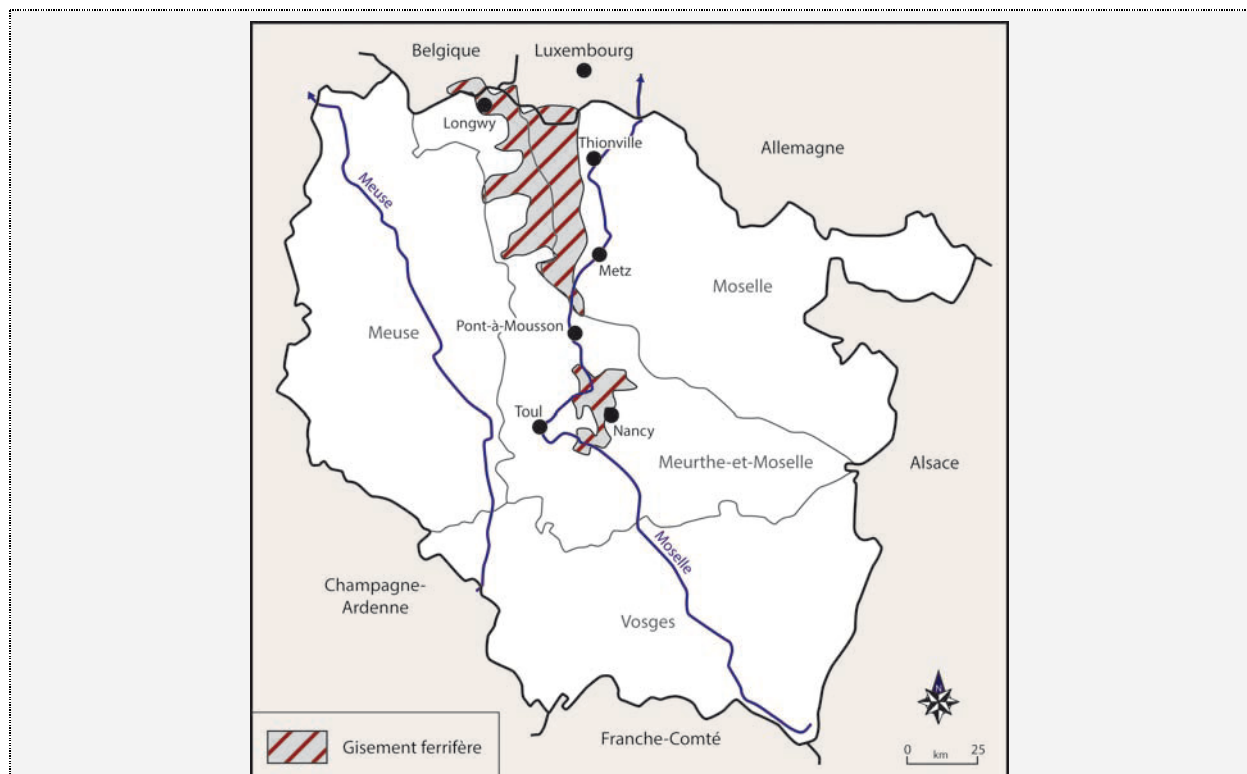 Belgique
Luxembourg
Longwy
Thionville
Allemagne
Meuse
Metz
Moselle
Pont-à-Mousson
Meuse
Toul
Nancy
Meurthe-et-Moselle
Alsace
Moselle
Champagne-
Ardenne
Vosges
N
Franche-Comté
Gisement ferrifère
0 km 25